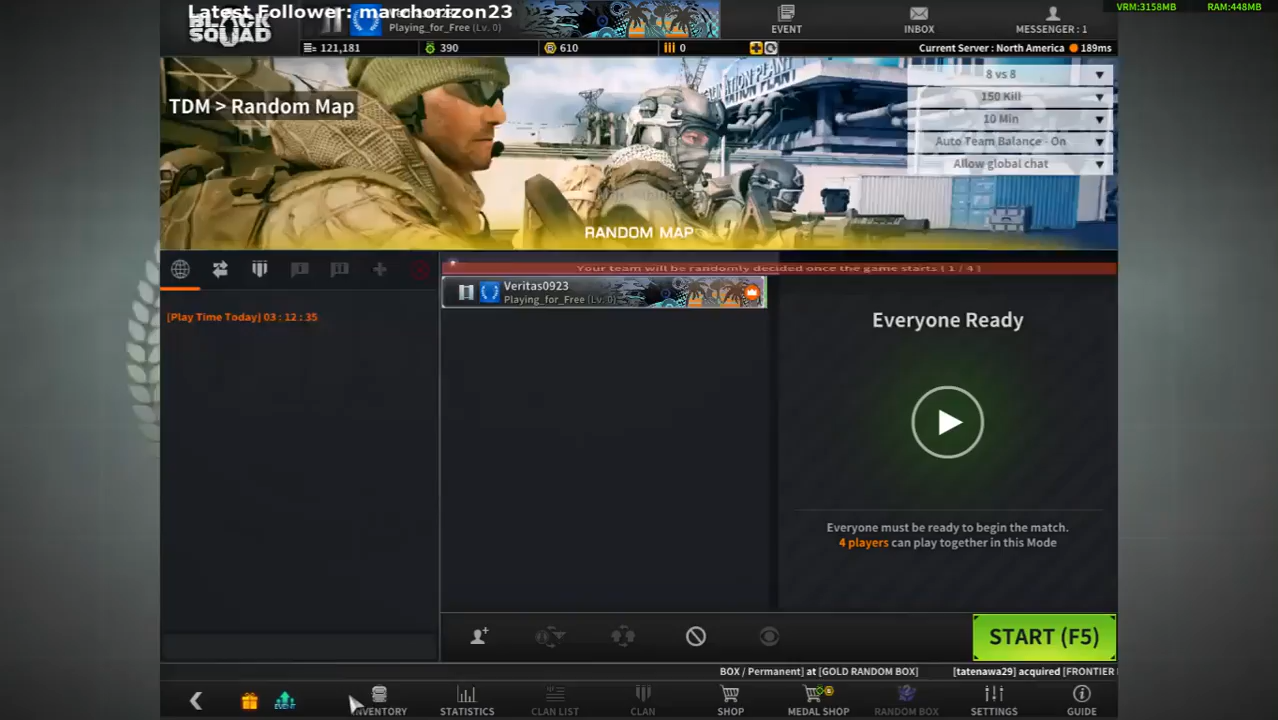 Latest Follower: marchorizon23
VRM:3158MB
RAM:448MB
BLACK SQUAD
Playing_for_Free (Lv. 0)
EVENT
INBOX
MESSENGER : 1
121,181
390
610
0
Current Server : North America
189ms
TDM > Random Map
8 vs 8
150 Kill
10 Min
Auto Team Balance - On
Allow global chat
RANDOM MAP
Your team will be randomly decided once the game starts ( 1 / 4 )
Veritas0923
Playing_for_Free (Lv. 0)
[Play Time Today] 03 : 12 : 35
Everyone Ready
Everyone must be ready to begin the match.
4 players can play together in this Mode
START (F5)
BOX / Permanent] at [GOLD RANDOM BOX]
[tatenawa29] acquired [FRONTIER
INVENTORY
STATISTICS
CLAN LIST
CLAN
SHOP
MEDAL SHOP
RANDOM BOX
SETTINGS
GUIDE